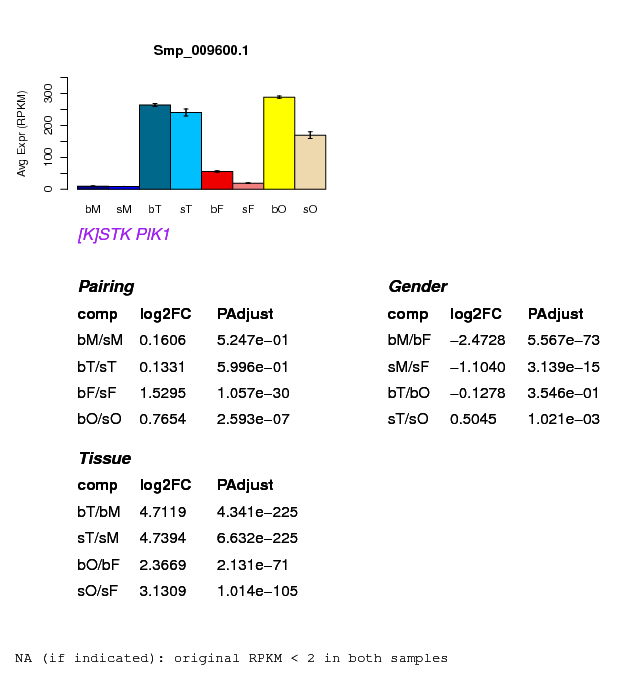 Smp_009600.1
Avg Expr (RPKM)
0 100 200 300
bM sM bT sT bF sF bO sO
[K]STK PlK1
Pairing
comp log2FC PAdjust
bM/sM 0.1606 5.247e−01
bT/sT 0.1331 5.996e−01
bF/sF 1.5295 1.057e−30
bO/sO 0.7654 2.593e−07
Gender
comp log2FC PAdjust
bM/bF −2.4728 5.567e−73
sM/sF −1.1040 3.139e−15
bT/bO −0.1278 3.546e−01
sT/sO 0.5045 1.021e−03
Tissue
comp log2FC PAdjust
bT/bM 4.7119 4.341e−225
sT/sM 4.7394 6.632e−225
bO/bF 2.3669 2.131e−71
sO/sF 3.1309 1.014e−105
NA (if indicated): original RPKM < 2 in both samples